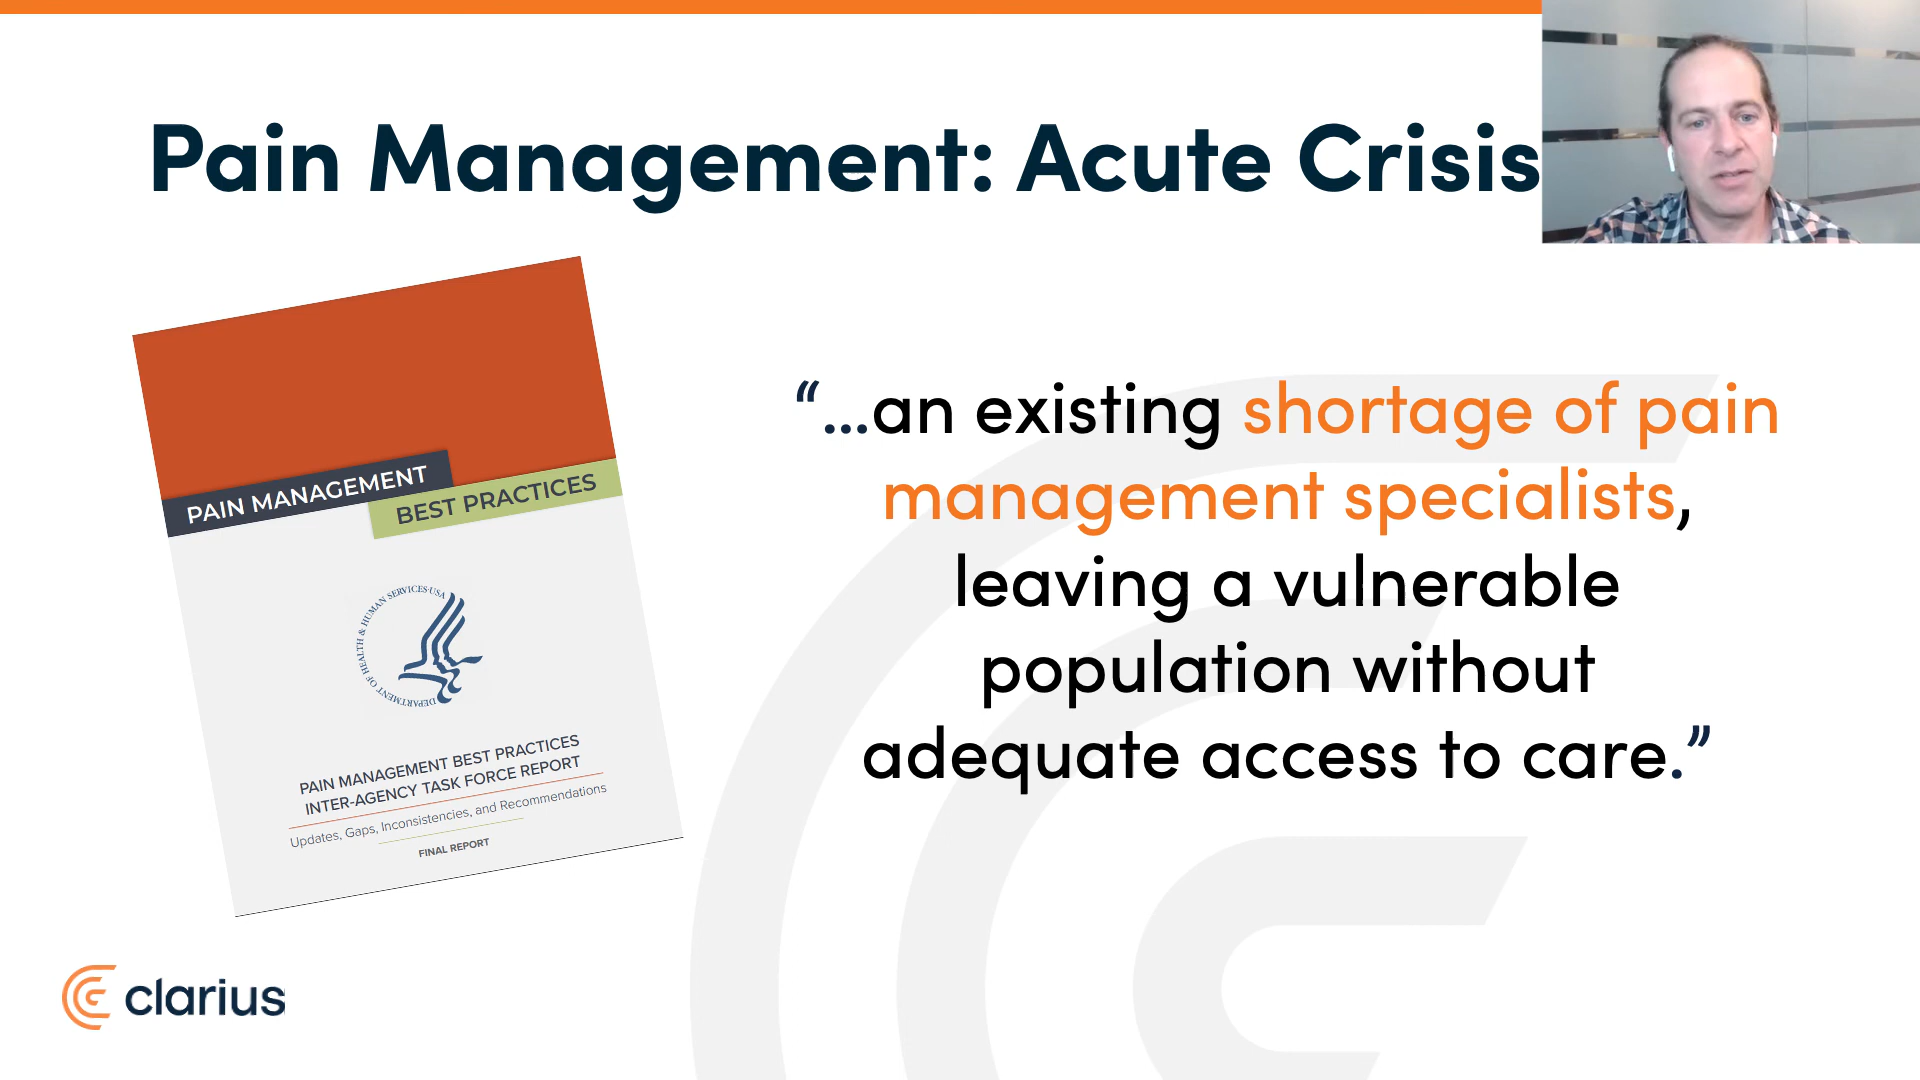 Pain Management: Acute Crisis
PAIN MANAGEMENT
BEST PRACTICES
DEPARTMENT OF HEALTH & HUMAN SERVICES·USA
PAIN MANAGEMENT BEST PRACTICES
INTER-AGENCY TASK FORCE REPORT
Updates, Gaps, Inconsistencies, and Recommendations
FINAL REPORT
“...an existing shortage of pain
management specialists,
leaving a vulnerable
population without
adequate access to care.”
clarius